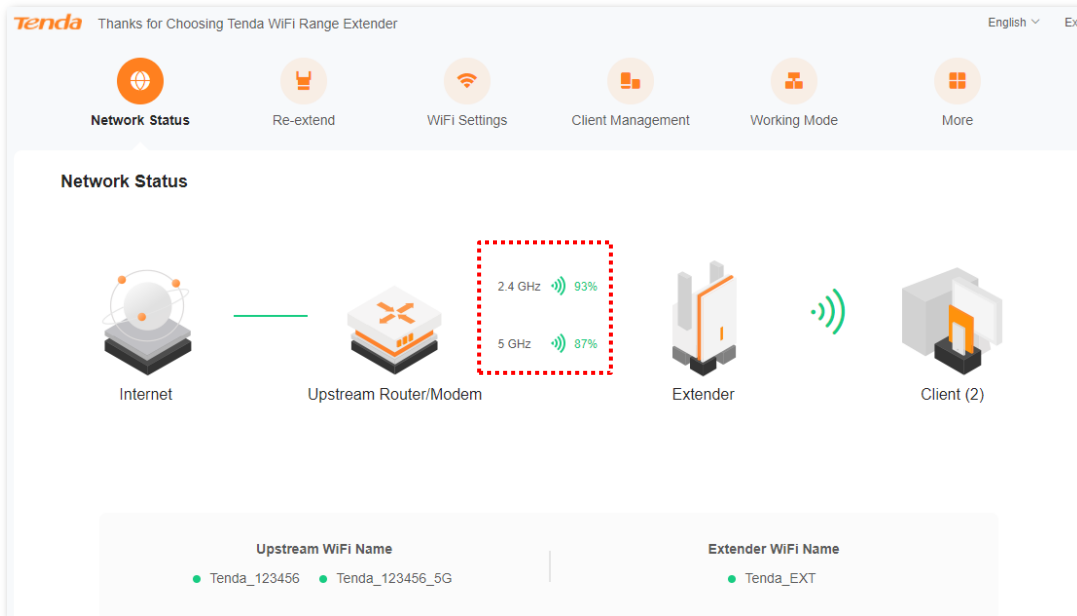 Tenda Thanks for Choosing Tenda WiFi Range Extender English Ex
Network Status Re-extend WiFi Settings Client Management Working Mode More
Network Status
2.4 GHz 93%
5 GHz 87%
Internet Upstream Router/Modem Extender Client (2)
Upstream WiFi Name Extender WiFi Name
Tenda_123456 Tenda_123456_5G Tenda_EXT